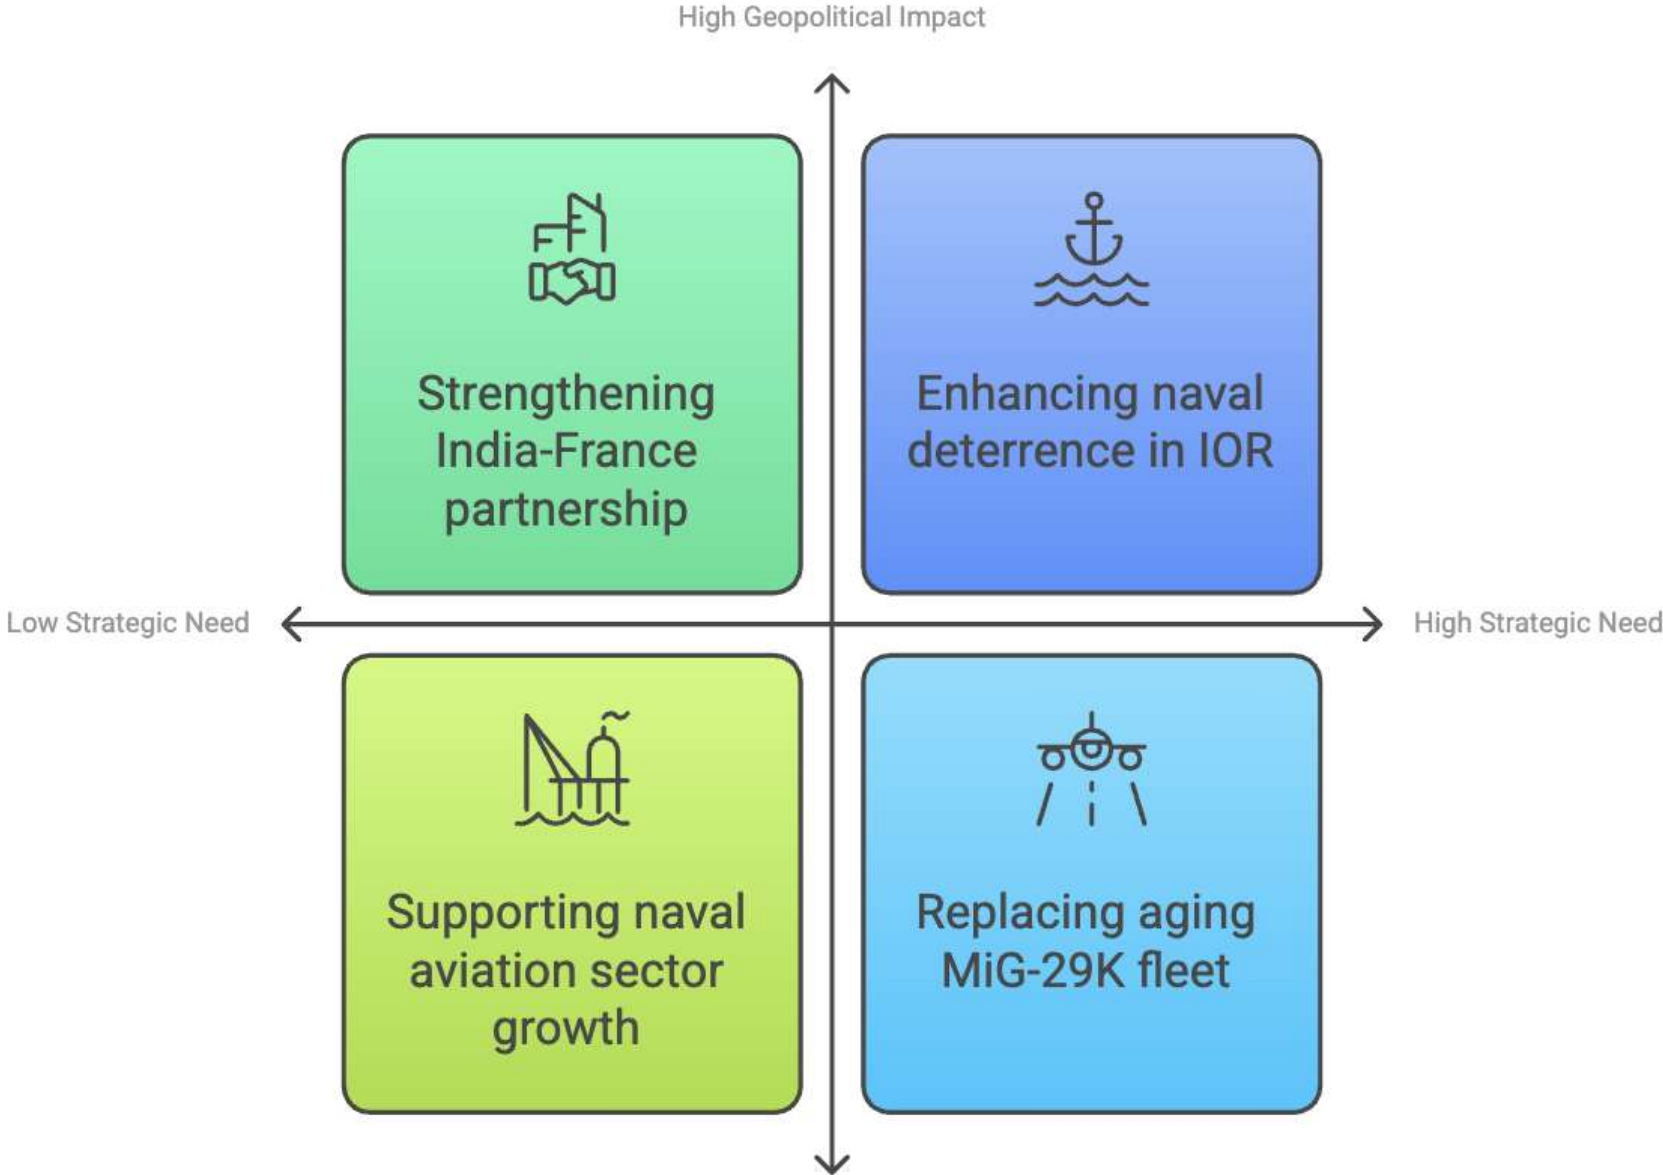 High Geopolitical Impact
Strengthening
India-France
partnership
Enhancing naval
deterrence in IOR
Low Strategic Need
High Strategic Need
Supporting naval
aviation sector
growth
Replacing aging
MiG-29K fleet